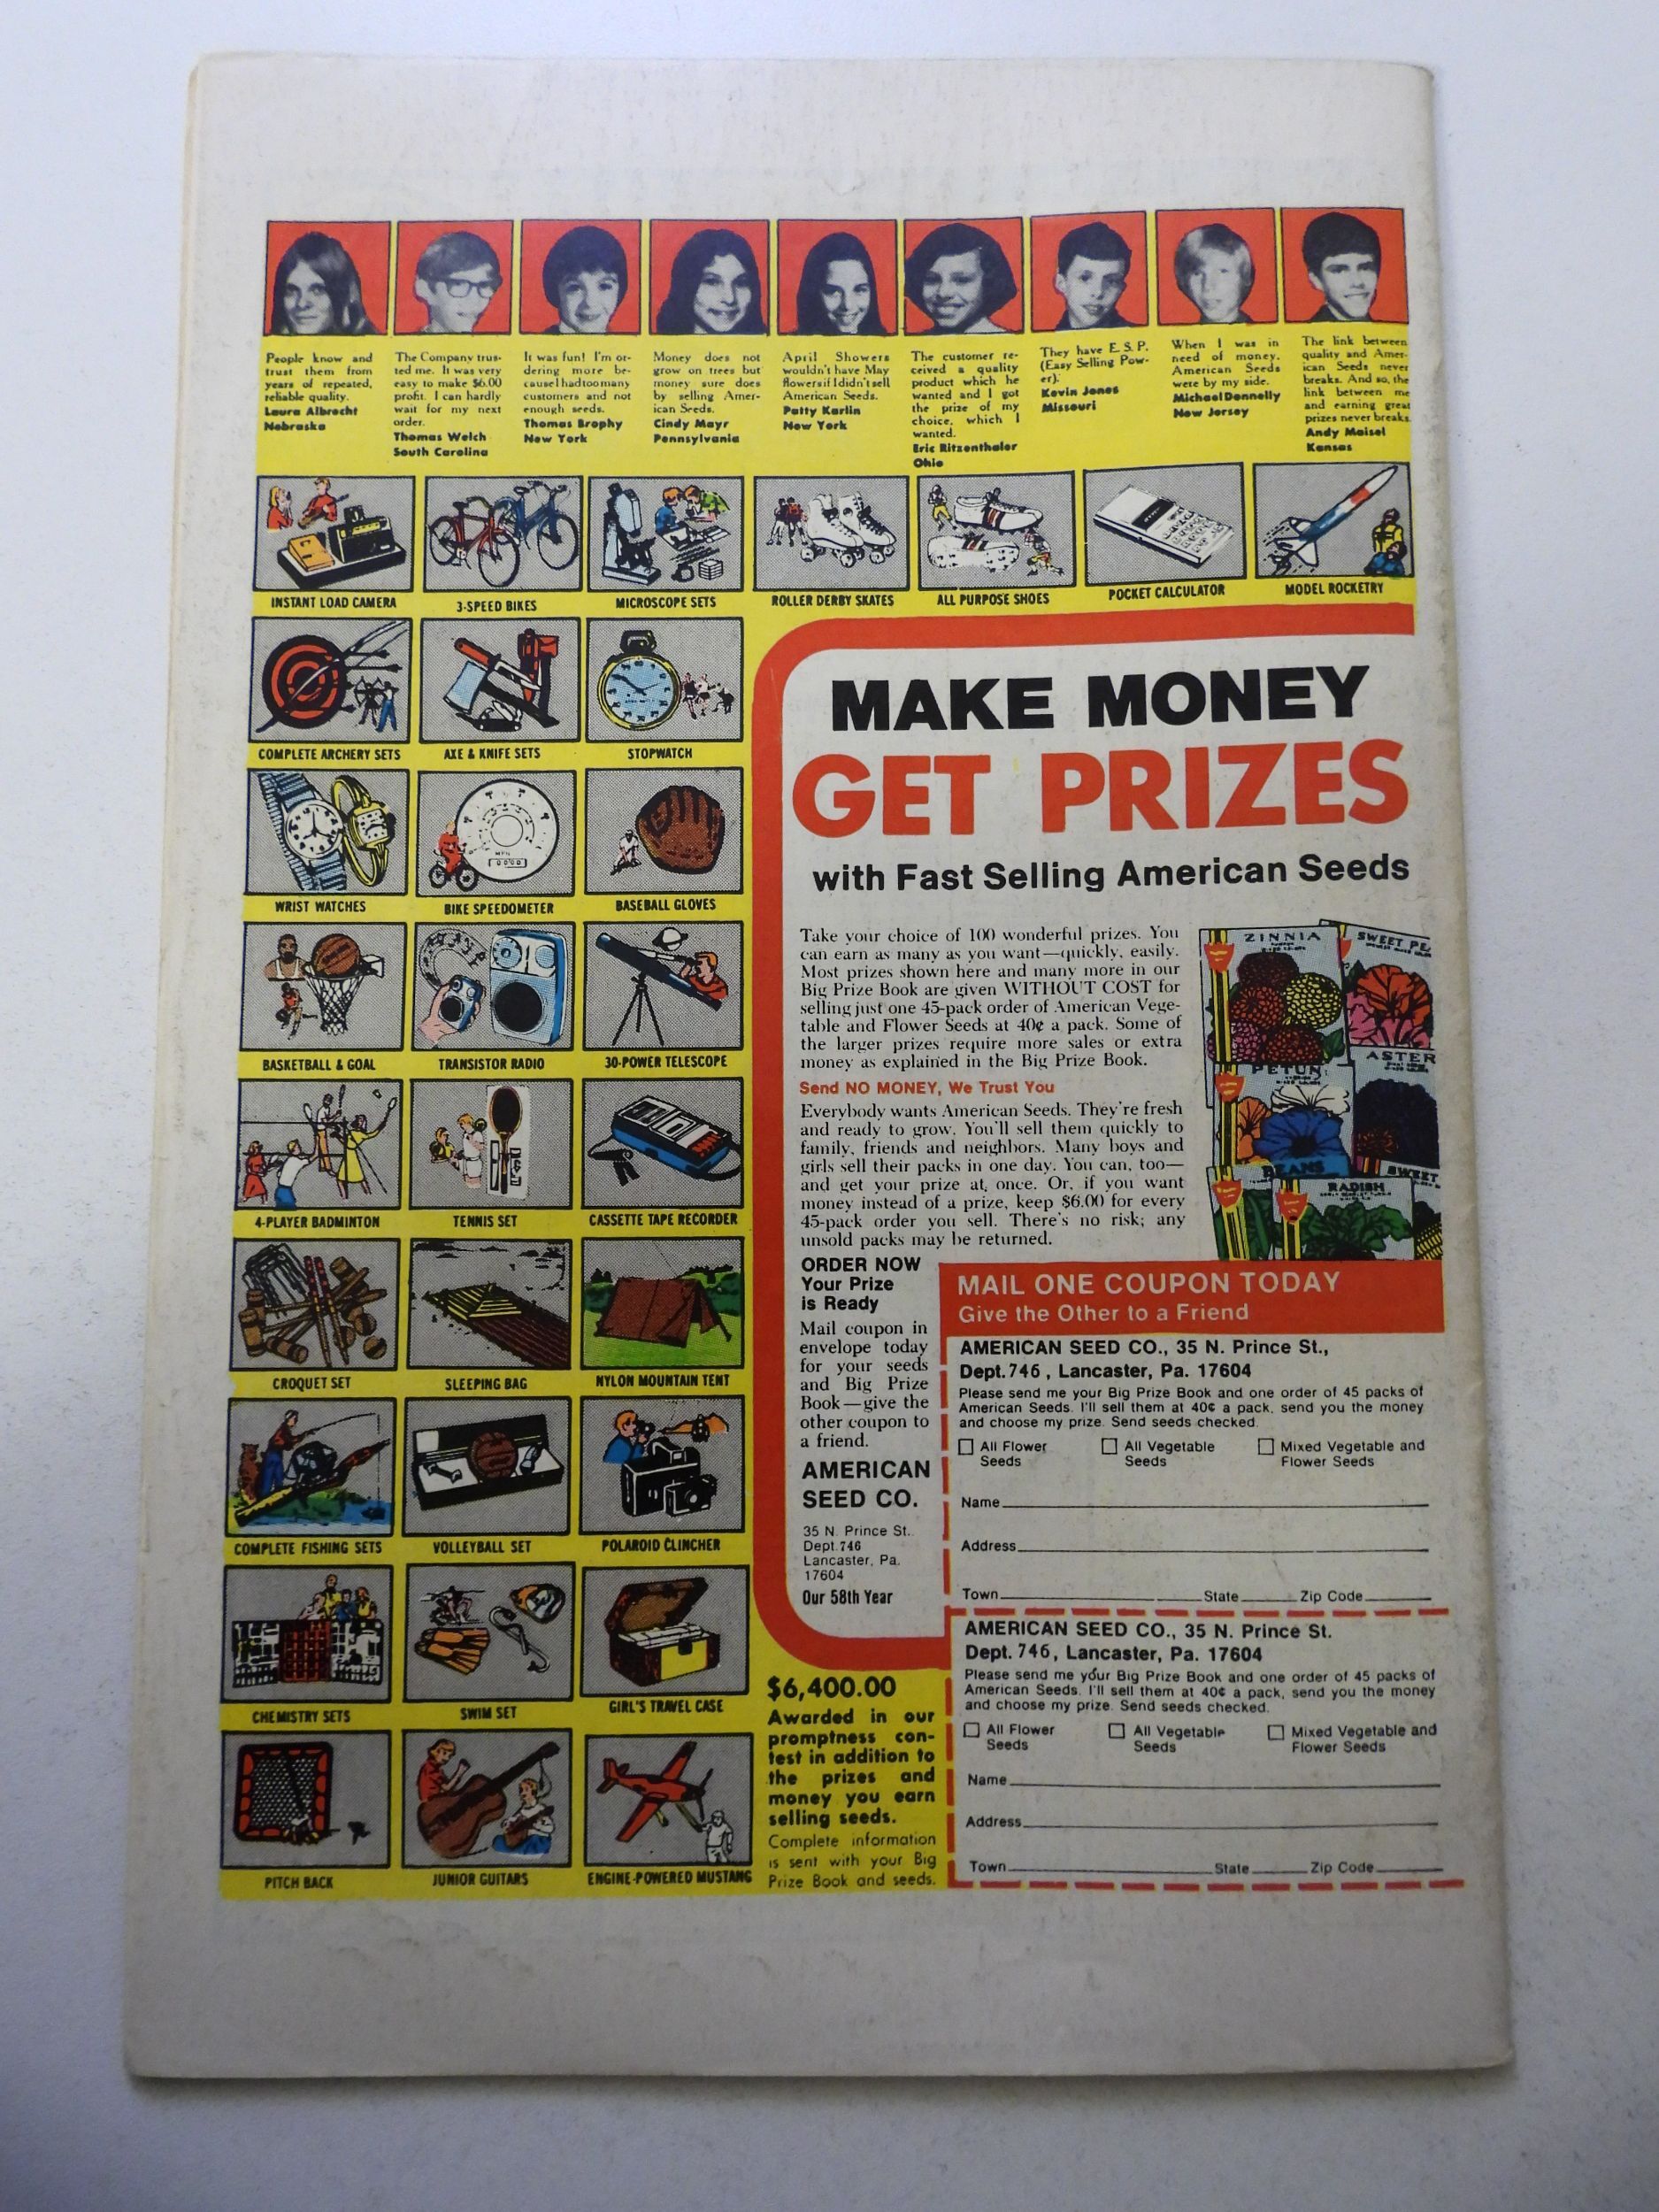 People know and
trust them from
years of repeated,
reliable quality.
Laura Albrecht
Nebraska
The Company trus-
ted me. It was very
easy to make $6.00
profit. I can hardly
wait for my next
order.
Thomas Welch
South Carolina
It was fun! I'm or-
dering more be-
cause I had too many
customers and not
enough seeds.
Thomas Brophy
New York
Money does not
grow on trees but
money sure does
by selling Amer-
ican Seeds.
Cindy Mayr
Pennsylvania
April Showers
wouldn't have May
flowers if I didn't sell
American Seeds.
Patty Karlin
New York
The customer re-
ceived a quality
product which he
wanted and I got
the prize of my
choice, which I
wanted.
Eric Ritzenthaler
Ohio
They have E.S.P.
(Easy Selling Pow-
er).
Kevin Jones
Missouri
When I was in
need of money,
American Seeds
were by my side.
Michael Donnelly
New Jersey
The link between
quality and Amer-
ican Seeds never
breaks. And so, the
link between me
and earning great
prizes never breaks.
Andy Maisel
Kansas
INSTANT LOAD CAMERA
3-SPEED BIKES
MICROSCOPE SETS
ROLLER DERBY SKATES
ALL PURPOSE SHOES
POCKET CALCULATOR
MODEL ROCKETRY
COMPLETE ARCHERY SETS
AXE & KNIFE SETS
STOPWATCH
WRIST WATCHES
BIKE SPEEDOMETER
BASEBALL GLOVES
BASKETBALL & GOAL
TRANSISTOR RADIO
30-POWER TELESCOPE
4-PLAYER BADMINTON
TENNIS SET
CASSETTE TAPE RECORDER
CROQUET SET
SLEEPING BAG
NYLON MOUNTAIN TENT
COMPLETE FISHING SETS
VOLLEYBALL SET
POLAROID CLINCHER
CHEMISTRY SETS
SWIM SET
GIRL'S TRAVEL CASE
PITCH BACK
JUNIOR GUITARS
ENGINE-POWERED MUSTANG
MAKE MONEY
GET PRIZES
with Fast Selling American Seeds
Take your choice of 100 wonderful prizes. You
can earn as many as you want—quickly, easily.
Most prizes shown here and many more in our
Big Prize Book are given WITHOUT COST for
selling just one 45-pack order of American Vege-
table and Flower Seeds at 40¢ a pack. Some of
the larger prizes require more sales or extra
money as explained in the Big Prize Book.
Send NO MONEY, We Trust You
Everybody wants American Seeds. They're fresh
and ready to grow. You'll sell them quickly to
family, friends and neighbors. Many boys and
girls sell their packs in one day. You can, too—
and get your prize at once. Or, if you want
money instead of a prize, keep $6.00 for every
45-pack order you sell. There's no risk; any
unsold packs may be returned.
ZINNIA
SWEET PE
ASTER
PETUN
BEANS
SWEET
RADISH
ORDER NOW
Your Prize
is Ready
Mail coupon in
envelope today
for your seeds
and Big Prize
Book—give the
other coupon to
a friend.
AMERICAN
SEED CO.
35 N. Prince St.
Dept. 746
Lancaster, Pa.
17604
Our 58th Year
$6,400.00
Awarded in our
promptness con-
test in addition to
the prizes and
money you earn
selling seeds.
Complete information
is sent with your Big
Prize Book and seeds.
MAIL ONE COUPON TODAY
Give the Other to a Friend
AMERICAN SEED CO., 35 N. Prince St.,
Dept. 746, Lancaster, Pa. 17604
Please send me your Big Prize Book and one order of 45 packs of
American Seeds. I'll sell them at 40¢ a pack, send you the money
and choose my prize. Send seeds checked.
All Flower
Seeds
All Vegetable
Seeds
Mixed Vegetable and
Flower Seeds
Name
Address
Town State Zip Code
AMERICAN SEED CO., 35 N. Prince St.
Dept. 746, Lancaster, Pa. 17604
Please send me your Big Prize Book and one order of 45 packs of
American Seeds. I'll sell them at 40¢ a pack, send you the money
and choose my prize. Send seeds checked.
All Flower
Seeds
All Vegetable
Seeds
Mixed Vegetable and
Flower Seeds
Name
Address
Town State Zip Code